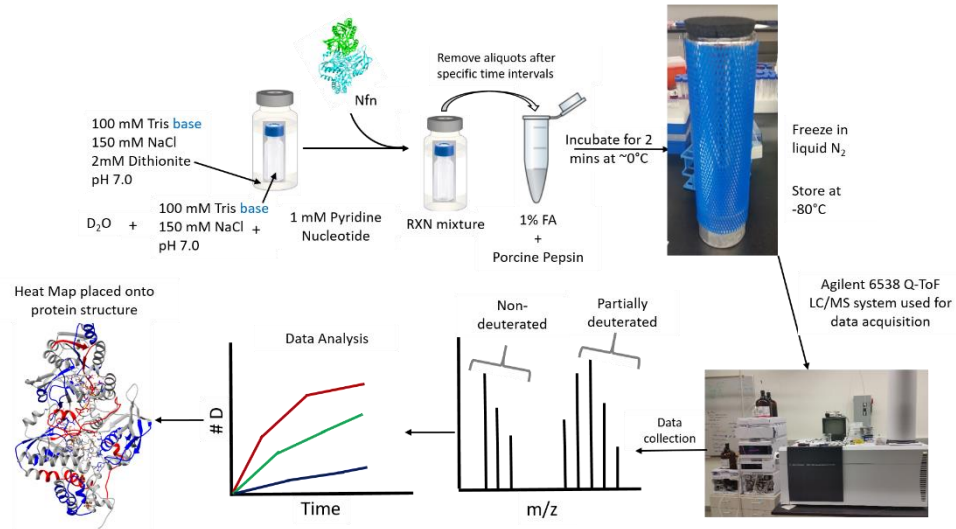 Remove aliquots after
specific time intervals
Nfn
100 mM Tris base
150 mM NaCl
2mM Dithionite
pH 7.0
Incubate for 2
mins at ~0°C
Freeze in
liquid N2
Store at
-80°C
D2O +
100 mM Tris base
150 mM NaCl
pH 7.0
+
1 mM Pyridine
Nucleotide
RXN mixture
1% FA
+
Porcine Pepsin
Agilent 6538 Q-ToF
LC/MS system used for
data acquisition
Heat Map placed onto
protein structure
Data Analysis
# D
Time
Non-
deuterated
Partially
deuterated
m/z
Data
collection